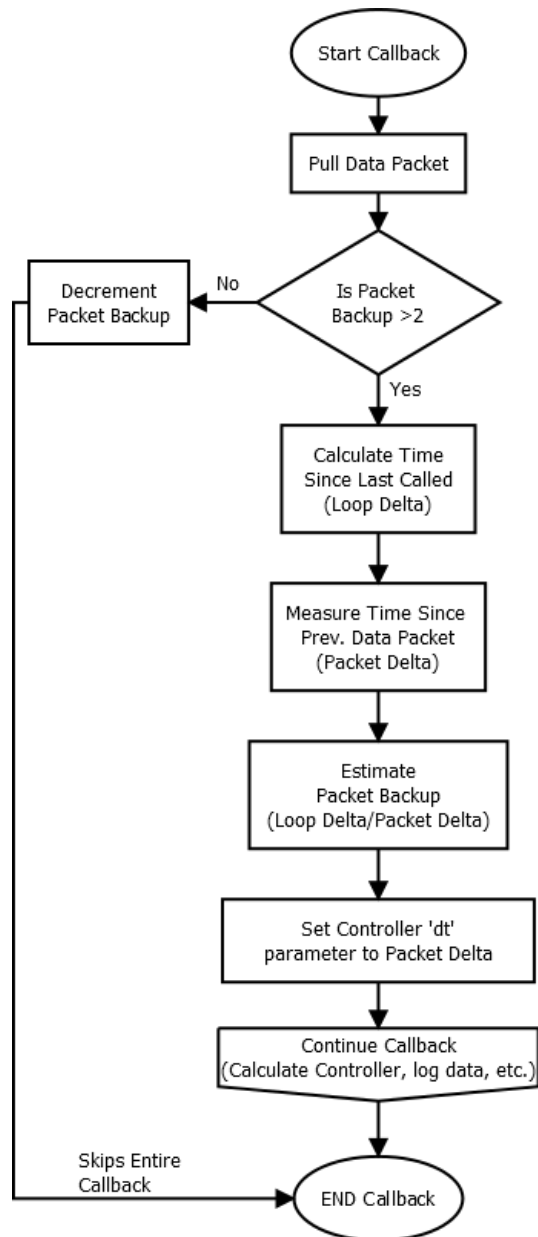 Start Callback
Pull Data Packet
Is Packet
Backup >2
No
Decrement
Packet Backup
Yes
Calculate Time
Since Last Called
(Loop Delta)
Measure Time Since
Prev. Data Packet
(Packet Delta)
Estimate
Packet Backup
(Loop Delta/Packet Delta)
Set Controller 'dt'
parameter to Packet Delta
Continue Callback
(Calculate Controller, log data, etc.)
Skips Entire
Callback
END Callback